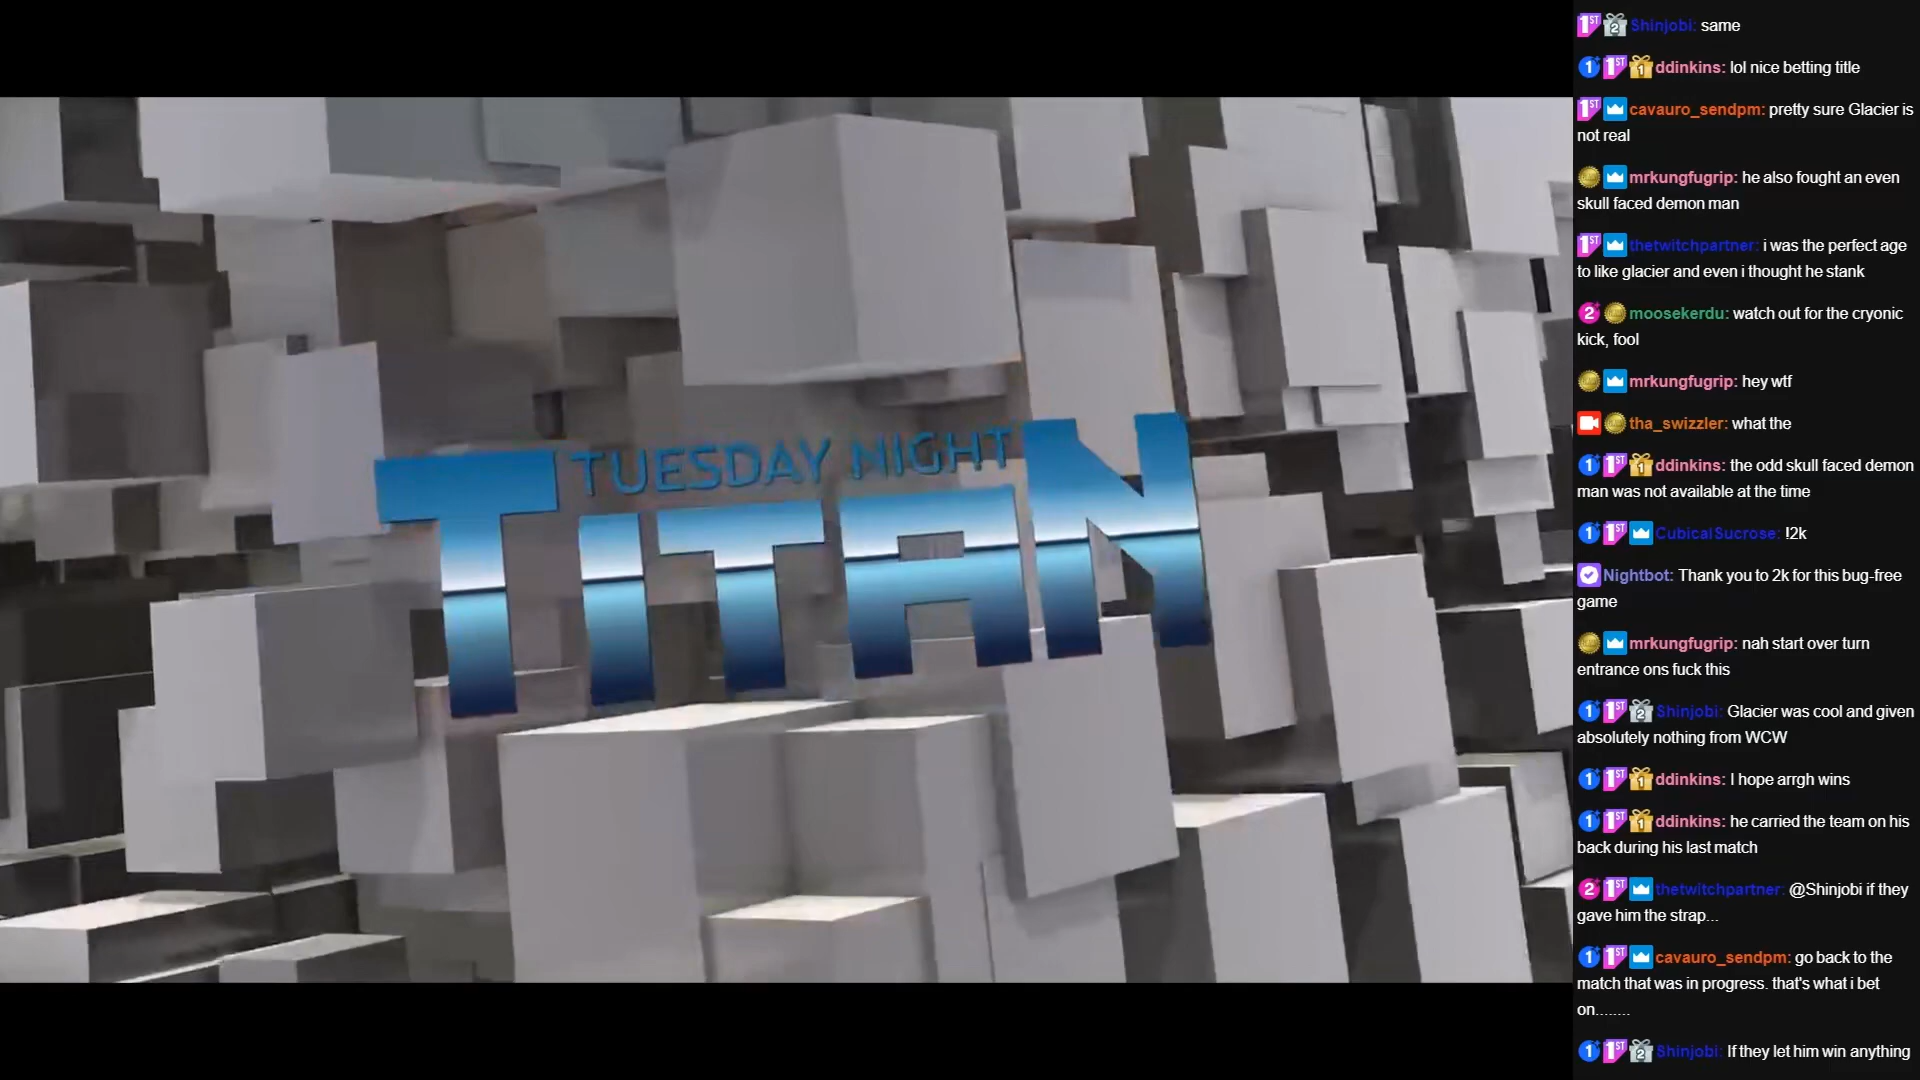 TUESDAY NIGHT
TITAN
Shinjobi: same
ddinkins: lol nice betting title
cavauro_sendpm: pretty sure Glacier is
not real
mrkungfugrip: he also fought an even
skull faced demon man
thetwitchpartner: i was the perfect age
to like glacier and even i thought he stank
moosekerdu: watch out for the cryonic
kick, fool
mrkungfugrip: hey wtf
tha_swizzler: what the
ddinkins: the odd skull faced demon
man was not available at the time
CubicalSucrose: !2k
Nightbot: Thank you to 2k for this bug-free
game
mrkungfugrip: nah start over turn
entrance ons fuck this
Shinjobi: Glacier was cool and given
absolutely nothing from WCW
ddinkins: I hope arrgh wins
ddinkins: he carried the team on his
back during his last match
thetwitchpartner: @Shinjobi if they
gave him the strap...
cavauro_sendpm: go back to the
match that was in progress. that's what i bet
on........
Shinjobi: If they let him win anything